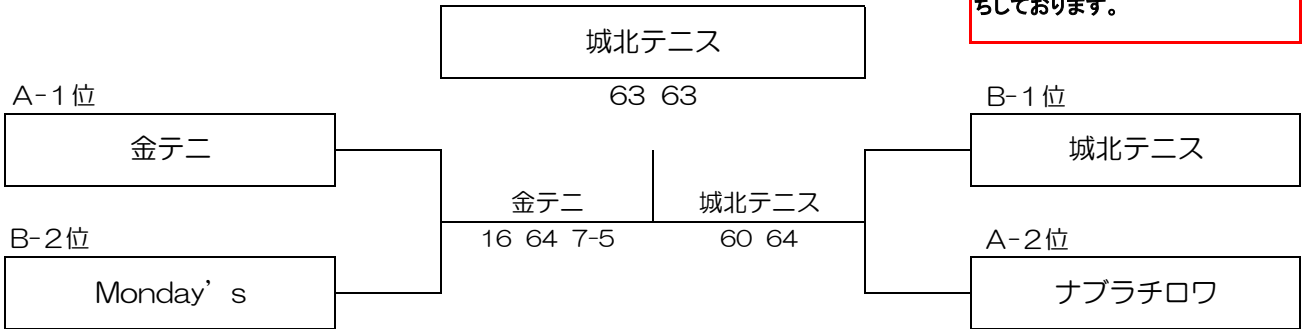 ちしております。
城北テニス
63 63
A-1位
金テニ
B-1位
城北テニス
金テニ
16 64 7-5
城北テニス
60 64
B-2位
Monday’s
A-2位
ナブラチロワ